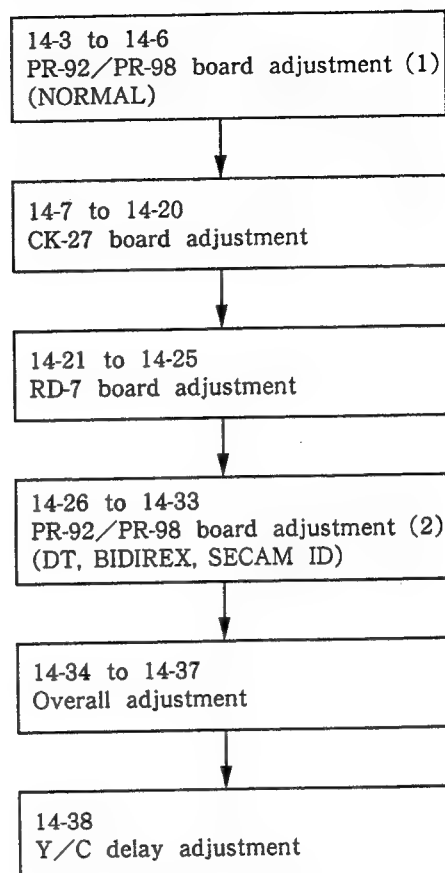 14-3 to 14-6
PR-92/PR-98 board adjustment (1)
(NORMAL)
14-7 to 14-20
CK-27 board adjustment
14-21 to 14-25
RD-7 board adjustment
14-26 to 14-33
PR-92/PR-98 board adjustment (2)
(DT, BIDIREX, SECAM ID)
14-34 to 14-37
Overall adjustment
14-38
Y/C delay adjustment